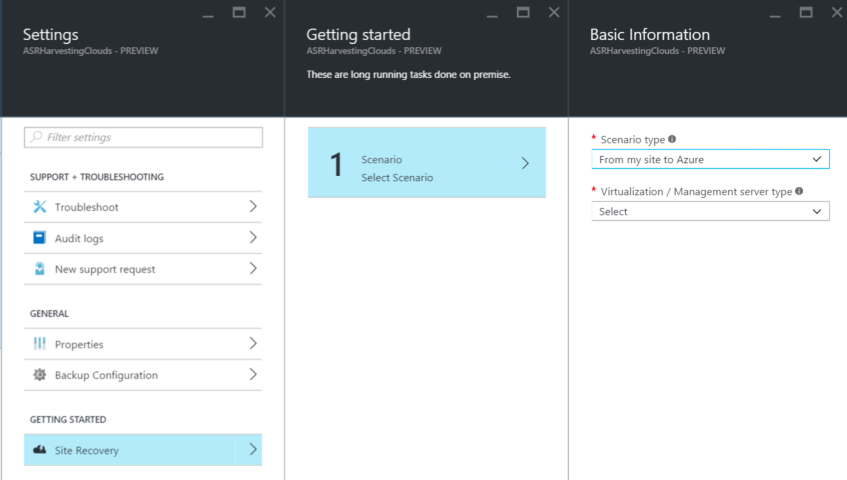 Settings
ASRHarvestingClouds - PREVIEW
Filter settings
SUPPORT + TROUBLESHOOTING
Troubleshoot
Audit logs
New support request
GENERAL
Properties
Backup Configuration
GETTING STARTED
Site Recovery
Getting started
ASRHarvestingClouds - PREVIEW
These are long running tasks done on premise.
1
Scenario
Select Scenario
Basic Information
ASRHarvestingClouds - PREVIEW
* Scenario type
From my site to Azure
* Virtualization / Management server type
Select